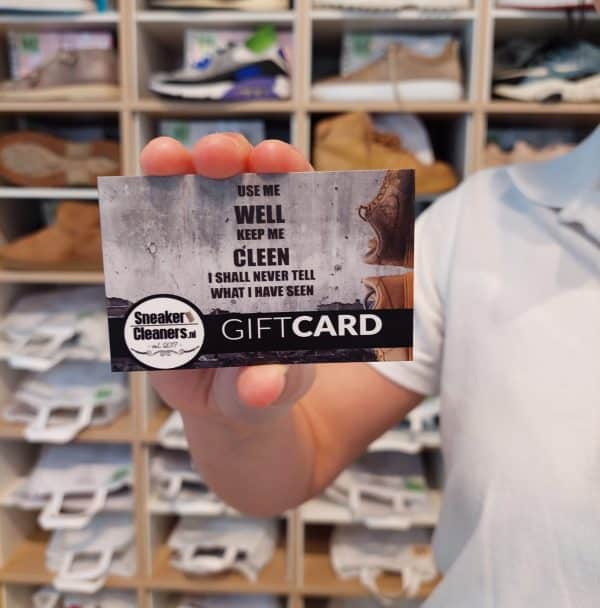 USE ME
WELL
KEEP ME
CLEEN
I SHALL NEVER TELL
WHAT I HAVE SEEN
Sneaker
Cleaners.nl
- est. 2017 -
GIFTCARD